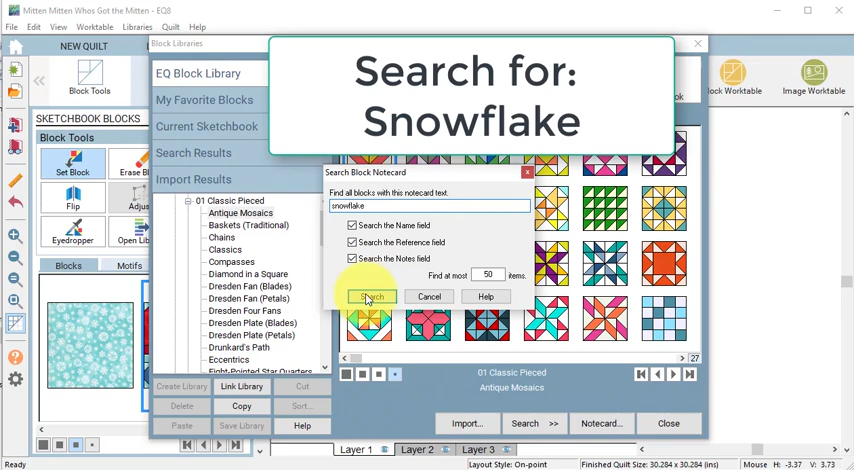 Mitten Mitten Whos Got the Mitten - EQ8
File Edit View Worktable Libraries Quilt Help
NEW QUILT
Block Libraries
Search for:
Snowflake
Block Tools
EQ Block Library
My Favorite Blocks
Current Sketchbook
Search Results
Import Results
Block Worktable
Image Worktable
SKETCHBOOK BLOCKS
Block Tools
Set Block
Erase Bl
Flip
Adjus
Eyedropper
Open Lib
Blocks Motifs
01 Classic Pieced
Antique Mosaics
Baskets (Traditional)
Chains
Classics
Compasses
Diamond in a Square
Dresden Fan (Blades)
Dresden Fan (Petals)
Dresden Four Fans
Dresden Plate (Blades)
Dresden Plate (Petals)
Drunkard's Path
Eccentrics
Eight-Pointed Star Quarters
Search Block Notecard
Find all blocks with this notecard text.
snowflake
Search the Name field
Search the Reference field
Search the Notes field
Find at most 50 items.
Search Cancel Help
27
01 Classic Pieced
Antique Mosaics
Create Library Link Library Cut
Delete Copy Sort...
Paste Save Library Help
Import... Search >> Notecard... Close
Layer 1 Layer 2 Layer 3
Ready
Layout Style: On-point
Finished Quilt Size: 30.284 x 30.284 (ins)
Mouse H: -3.37 V: 3.73